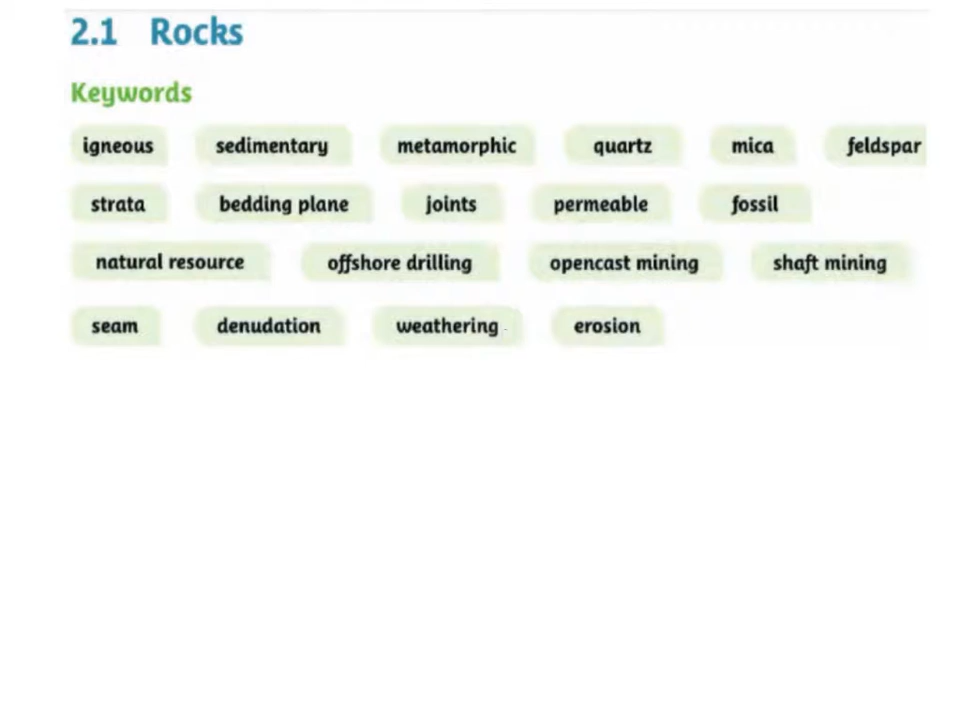 2.1 Rocks
Keywords
igneous sedimentary metamorphic quartz mica feldspar
strata bedding plane joints permeable fossil
natural resource offshore drilling opencast mining shaft mining
seam denudation weathering erosion